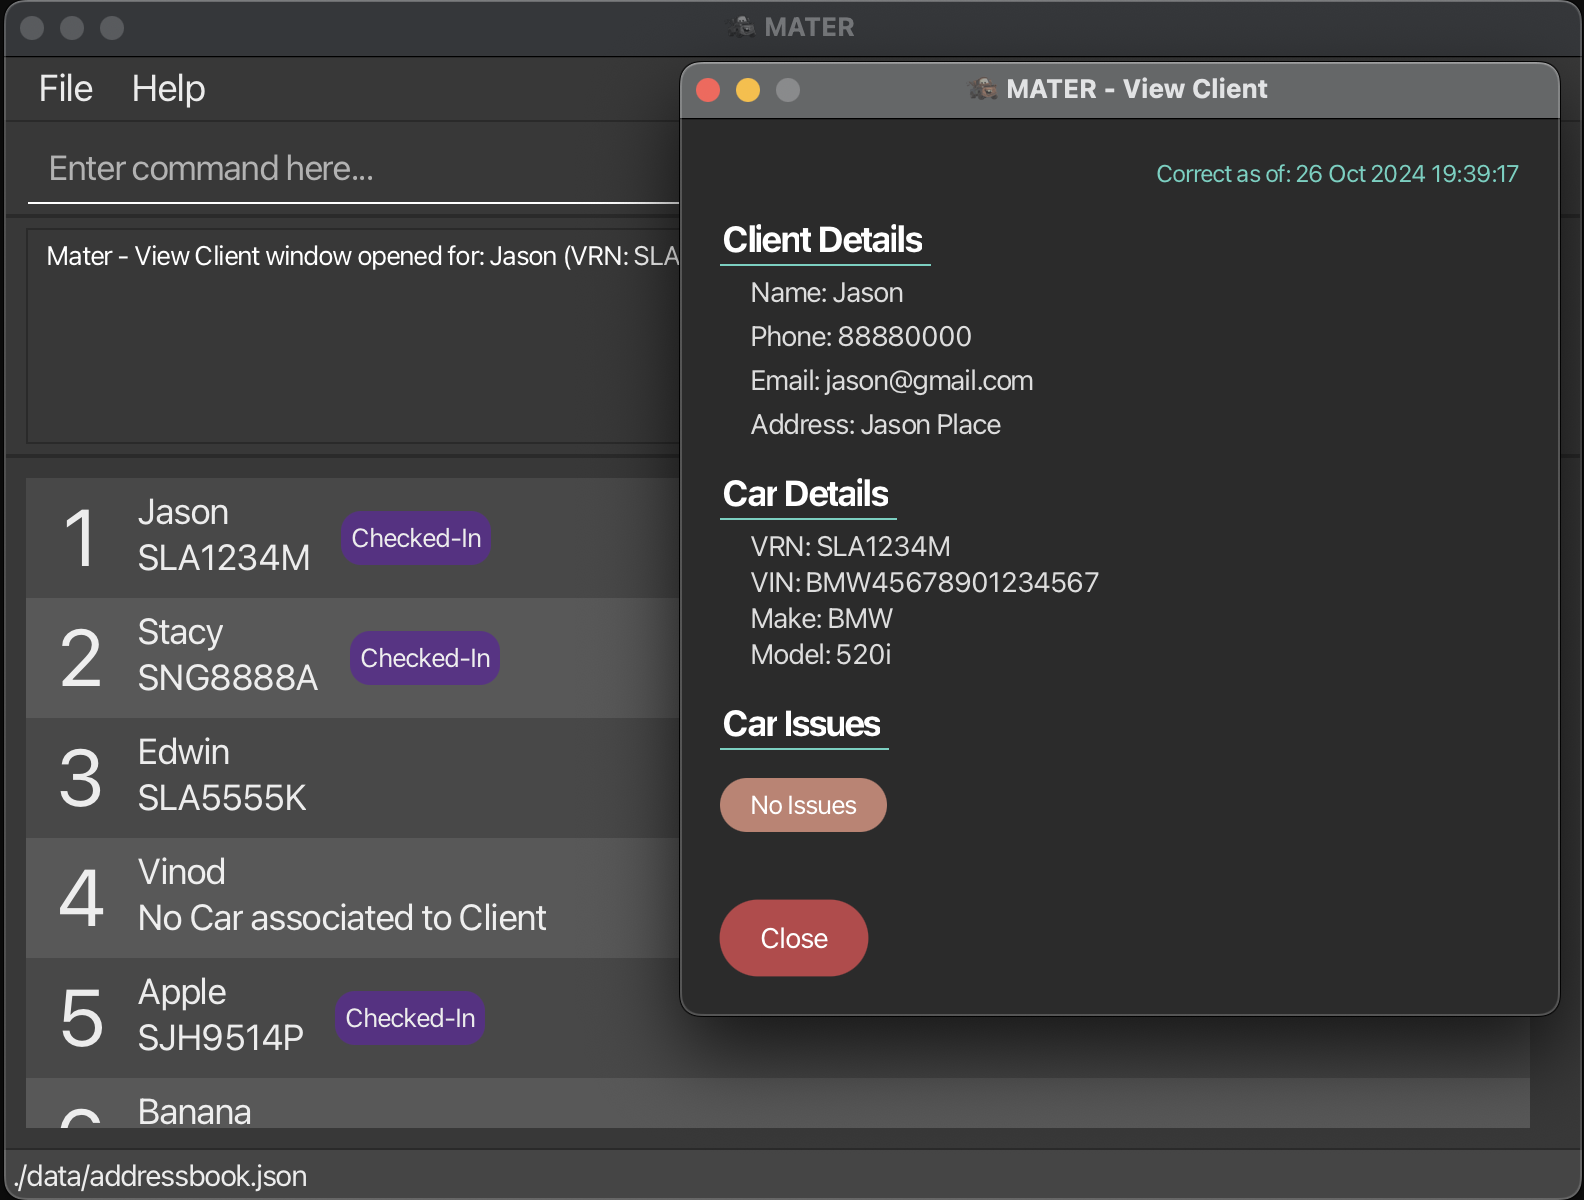 MATER
File Help
Enter command here...
Mater - View Client window opened for: Jason (VRN: SLA
1
Jason
SLA1234M
Checked-In
2
Stacy
SNG8888A
Checked-In
3
Edwin
SLA5555K
4
Vinod
No Car associated to Client
5
Apple
SJH9514P
Checked-In
6
Banana
./data/addressbook.json
MATER - View Client
Correct as of: 26 Oct 2024 19:39:17
Client Details
Name: Jason
Phone: 88880000
Email: jason@gmail.com
Address: Jason Place
Car Details
VRN: SLA1234M
VIN: BMW45678901234567
Make: BMW
Model: 520i
Car Issues
No Issues
Close